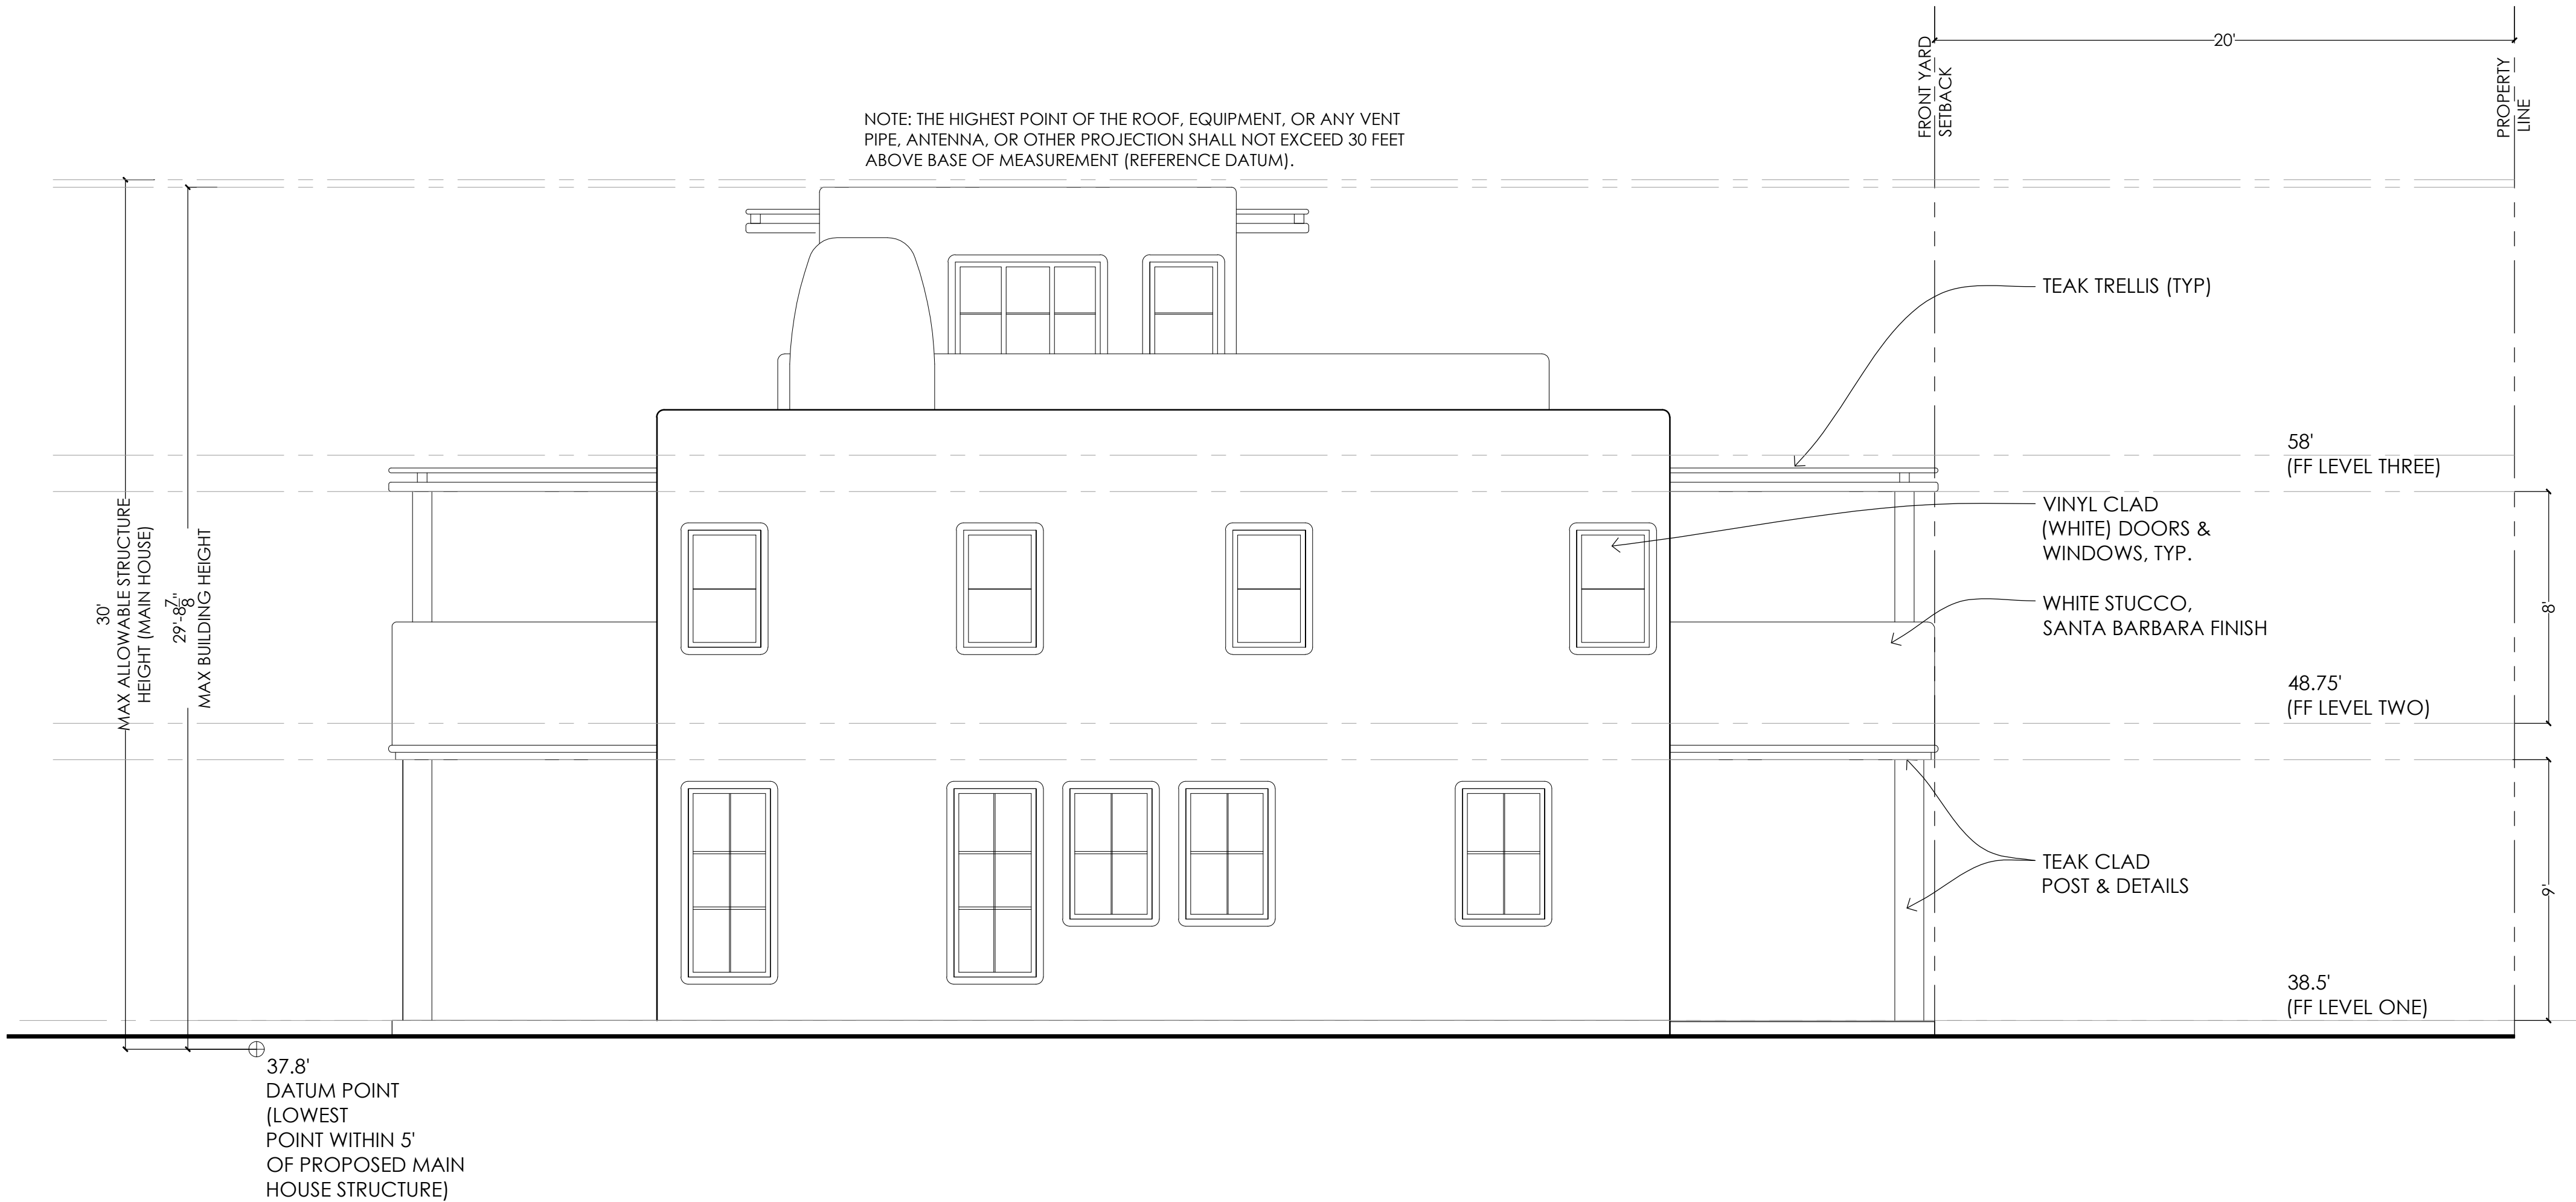 20'
FRONT YARD
SETBACK
PROPERTY
LINE
NOTE: THE HIGHEST POINT OF THE ROOF, EQUIPMENT, OR ANY VENT
PIPE, ANTENNA, OR OTHER PROJECTION SHALL NOT EXCEED 30 FEET
ABOVE BASE OF MEASUREMENT (REFERENCE DATUM).
TEAK TRELLIS (TYP)
58'
(FF LEVEL THREE)
VINYL CLAD
(WHITE) DOORS &
WINDOWS, TYP.
30'
MAX ALLOWABLE STRUCTURE
HEIGHT (MAIN HOUSE)
29'-8 7/8"
MAX BUILDING HEIGHT
WHITE STUCCO,
SANTA BARBARA FINISH
8'
48.75'
(FF LEVEL TWO)
TEAK CLAD
POST & DETAILS
9'
38.5'
(FF LEVEL ONE)
37.8'
DATUM POINT
(LOWEST
POINT WITHIN 5'
OF PROPOSED MAIN
HOUSE STRUCTURE)